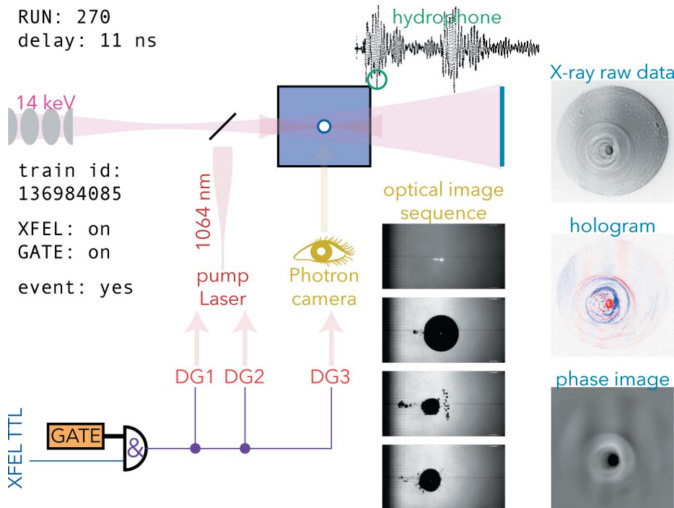 RUN: 270
delay: 11 ns
hydrophone
14 keV
X-ray raw data
train id:
136984085
XFEL: on
GATE: on
event: yes
1064 nm
pump
Laser
Photron
camera
optical image
sequence
hologram
DG1
DG2
DG3
phase image
XFEL TTL
GATE
&